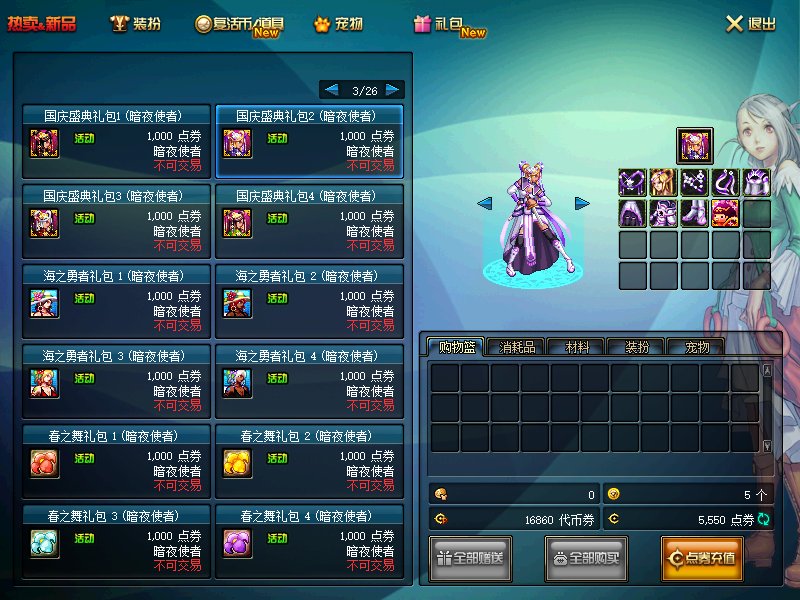 热卖&新品 装扮 复活币/道具 New 宠物 礼包 New 退出
3/26
国庆盛典礼包1 (暗夜使者)
活动 1,000 点券
暗夜使者
不可交易
国庆盛典礼包2 (暗夜使者)
活动 1,000 点券
暗夜使者
不可交易
国庆盛典礼包3 (暗夜使者)
活动 1,000 点券
暗夜使者
不可交易
国庆盛典礼包4 (暗夜使者)
活动 1,000 点券
暗夜使者
不可交易
海之勇者礼包 1 (暗夜使者)
活动 1,000 点券
暗夜使者
不可交易
海之勇者礼包 2 (暗夜使者)
活动 1,000 点券
暗夜使者
不可交易
海之勇者礼包 3 (暗夜使者)
活动 1,000 点券
暗夜使者
不可交易
海之勇者礼包 4 (暗夜使者)
活动 1,000 点券
暗夜使者
不可交易
春之舞礼包 1 (暗夜使者)
活动 1,000 点券
暗夜使者
不可交易
春之舞礼包 2 (暗夜使者)
活动 1,000 点券
暗夜使者
不可交易
春之舞礼包 3 (暗夜使者)
活动 1,000 点券
暗夜使者
不可交易
春之舞礼包 4 (暗夜使者)
活动 1,000 点券
暗夜使者
不可交易
购物篮 消耗品 材料 装扮 宠物
0 5 个
16860 代币券 5,550 点券
全部赠送 全部购买 点券充值